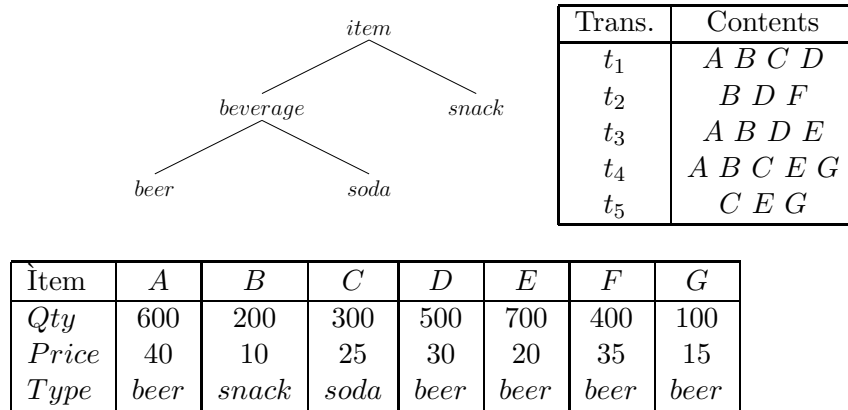 item
beverage snack
beer soda
Trans. Contents
t₁ A B C D
t₂ B D F
t₃ A B D E
t₄ A B C E G
t₅ C E G
Ìtem A B C D E F G
Qty 600 200 300 500 700 400 100
Price 40 10 25 30 20 35 15
Type beer snack soda beer beer beer beer